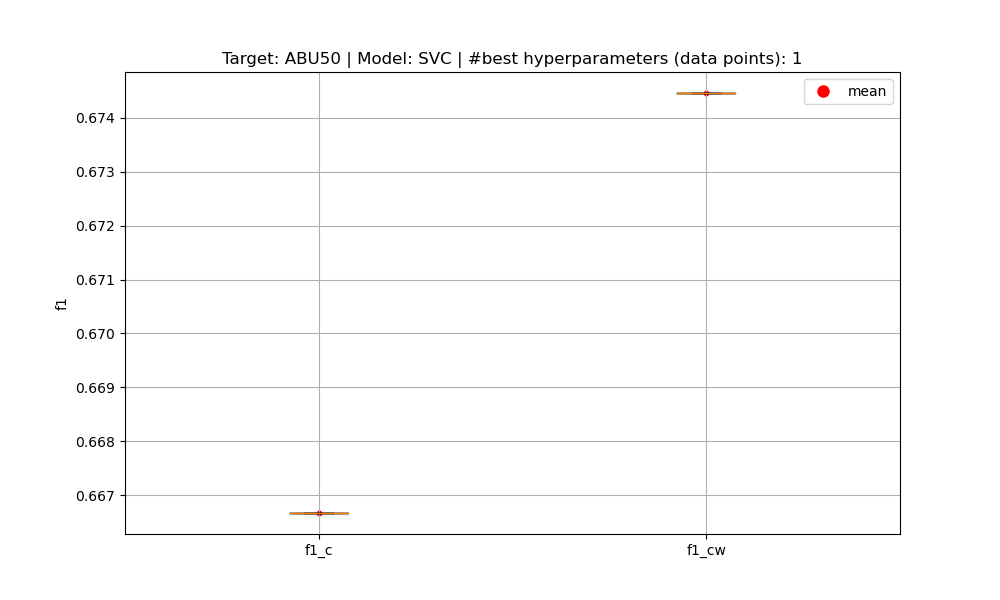 Target: ABU50 | Model: SVC | #best hyperparameters (data points): 1
mean
0.674
0.673
0.672
0.671
0.670
0.669
0.668
0.667
f1
f1_c
f1_cw